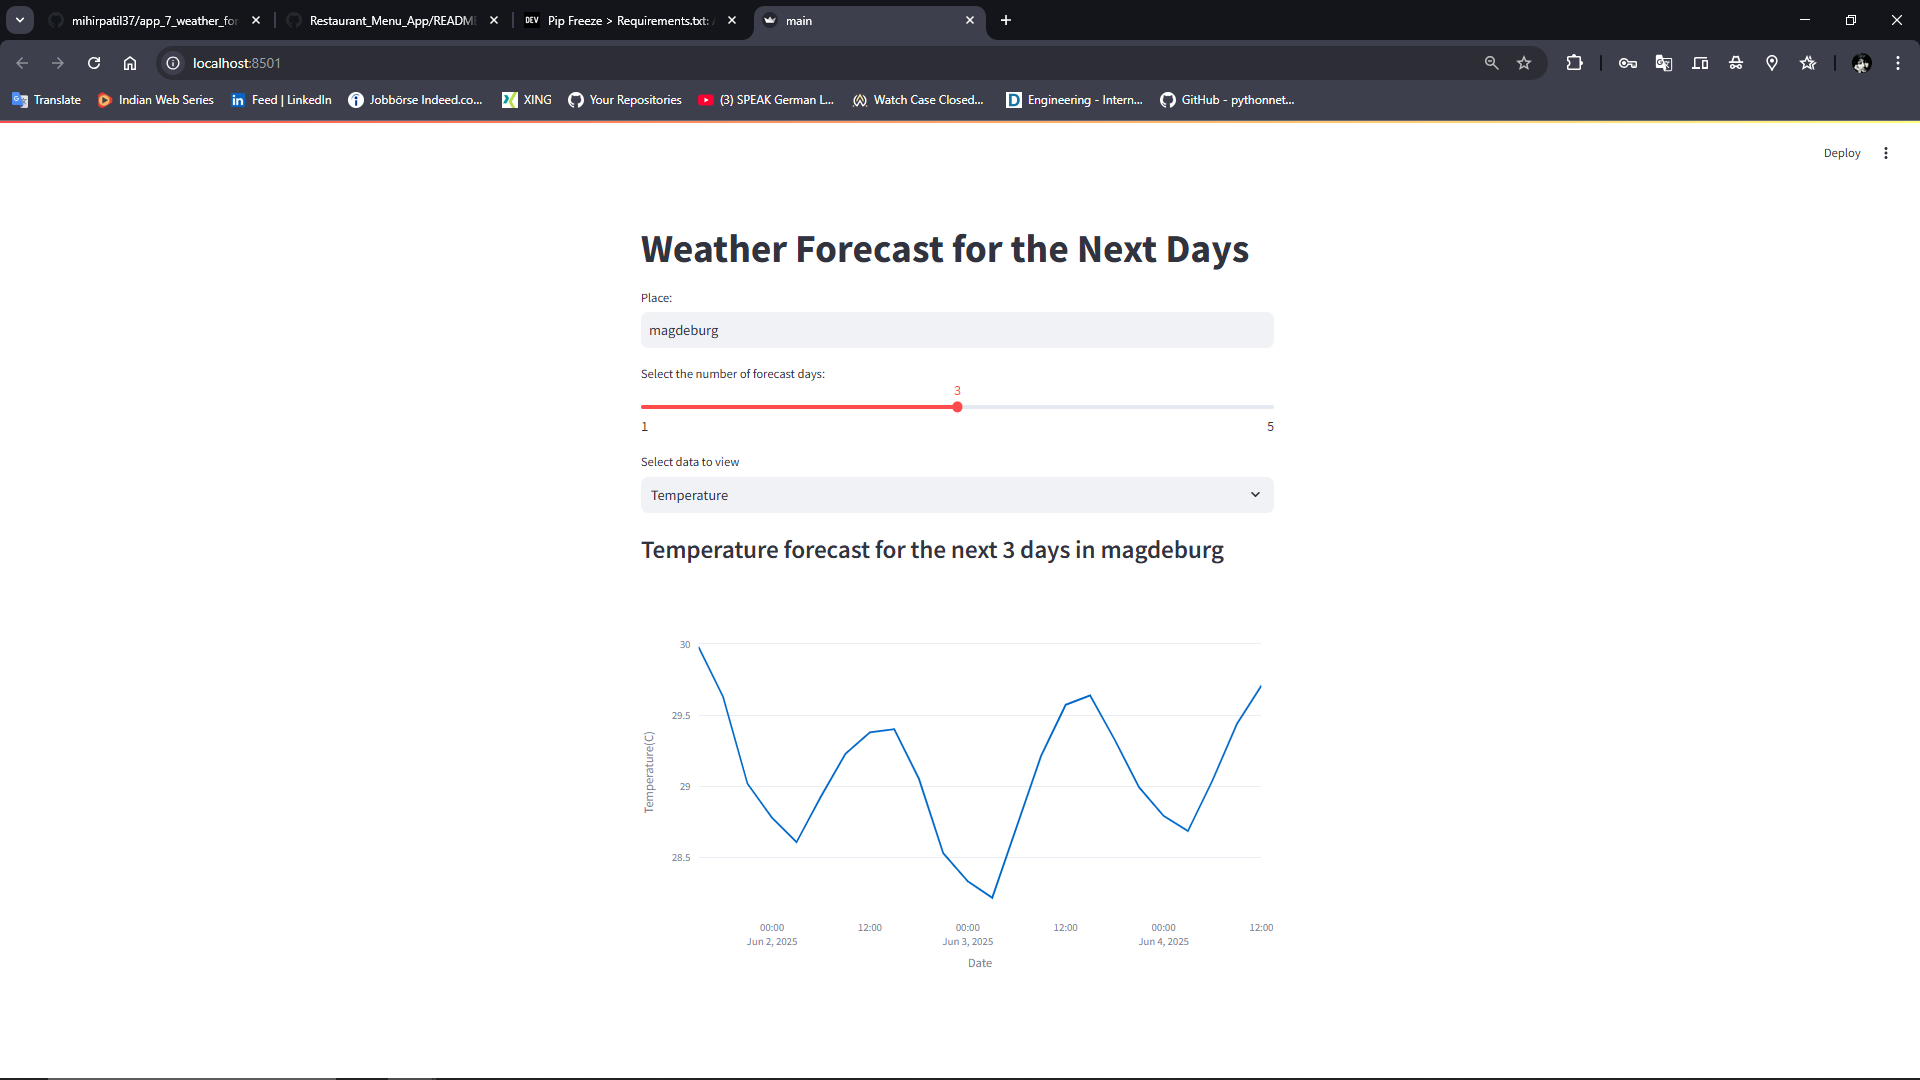 mihirpatil37/app_7_weather_for
Restaurant_Menu_App/README
DEV Pip Freeze > Requirements.txt:
main
localhost:8501
Translate
Indian Web Series
Feed | LinkedIn
Jobbörse Indeed.co...
XING
Your Repositories
(3) SPEAK German L...
Watch Case Closed...
Engineering - Intern...
GitHub - pythonnet...
Deploy
Weather Forecast for the Next Days
Place:
magdeburg
Select the number of forecast days:
3
1 5
Select data to view
Temperature
Temperature forecast for the next 3 days in magdeburg
30
29.5
29
28.5
Temperature(C)
00:00 12:00 00:00 12:00 00:00 12:00
Jun 2, 2025 Jun 3, 2025 Jun 4, 2025
Date